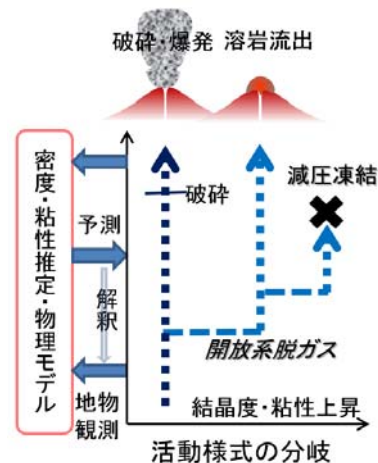 破砕・爆発 溶岩流出
密度・粘性推定・物理モデル
予測
解釈
地物
観測
破砕
減圧凍結
開放系脱ガス
結晶度・粘性上昇
活動様式の分岐